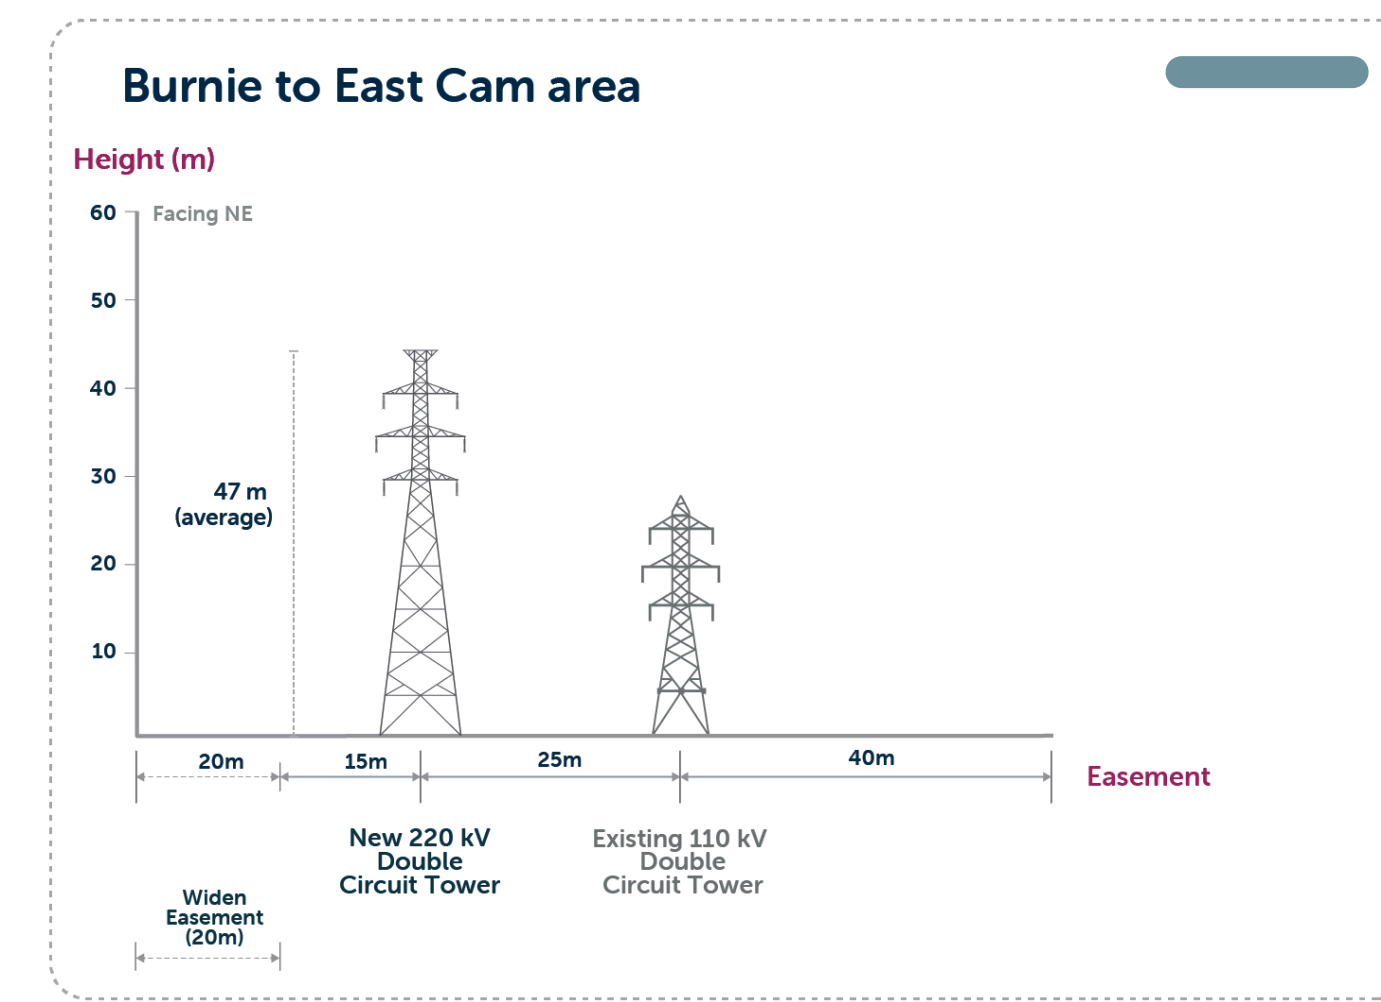 Burnie to East Cam area
Height (m)
Facing NE
60
50
40
30
20
10
47 m
(average)
20m
15m
25m
40m
Easement
New 220 kV
Double
Circuit Tower
Existing 110 kV
Double
Circuit Tower
Widen
Easement
(20m)